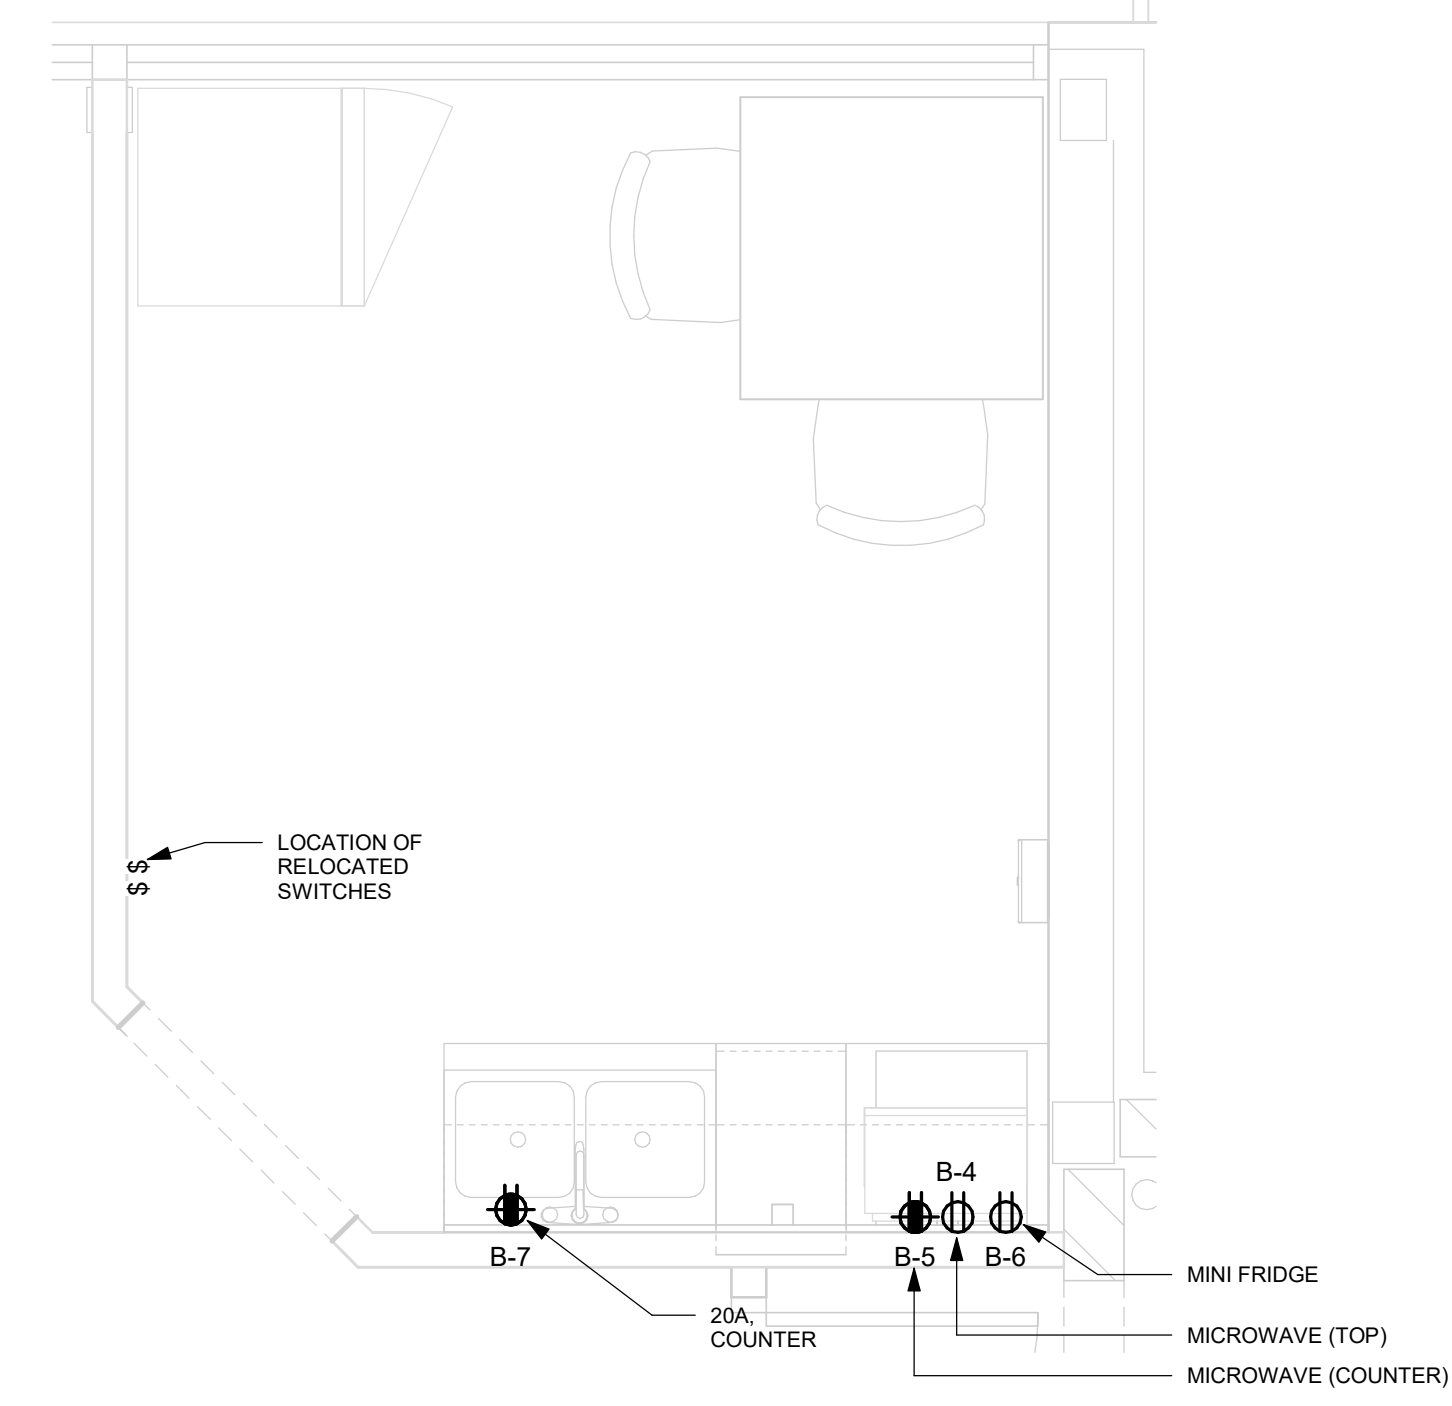 LOCATION OF
RELOCATED
SWITCHES
$
$
B-4
B-7
B-5
B-6
MINI FRIDGE
20A,
COUNTER
MICROWAVE (TOP)
MICROWAVE (COUNTER)